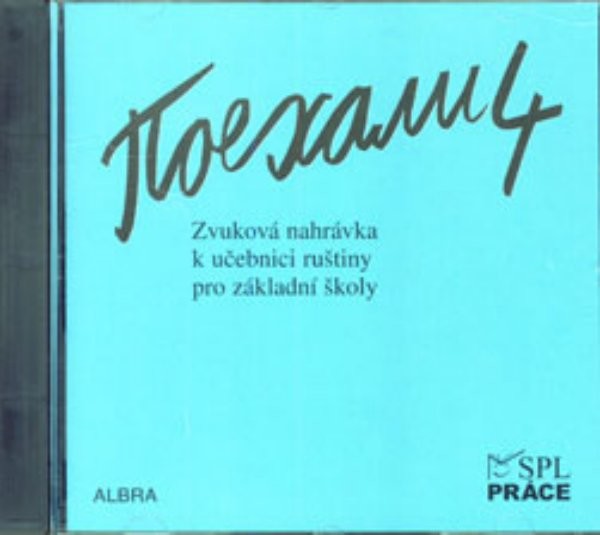 Поехали 4
Zvuková nahrávka
k učebnici ruštiny
pro základní školy
ALBRA
SPL
PRÁCE